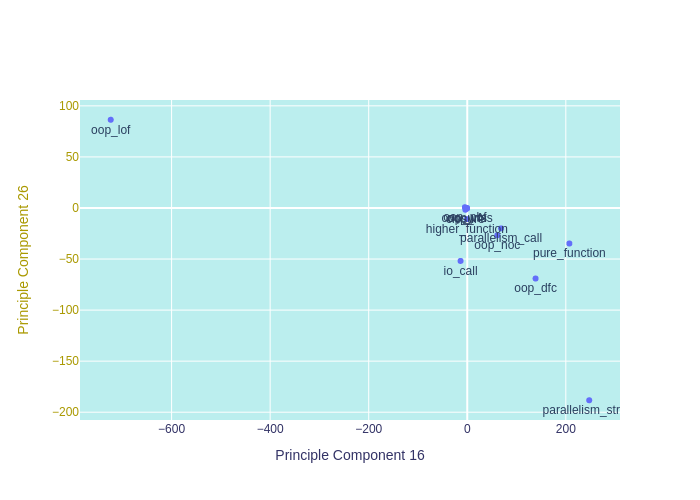 100
50
0
−50
−100
−150
−200
Principle Component 26
oop_lof
higher_function
parallelism_call
oop_noc
pure_function
io_call
oop_dfc
parallelism_str
−600
−400
−200
0
200
Principle Component 16